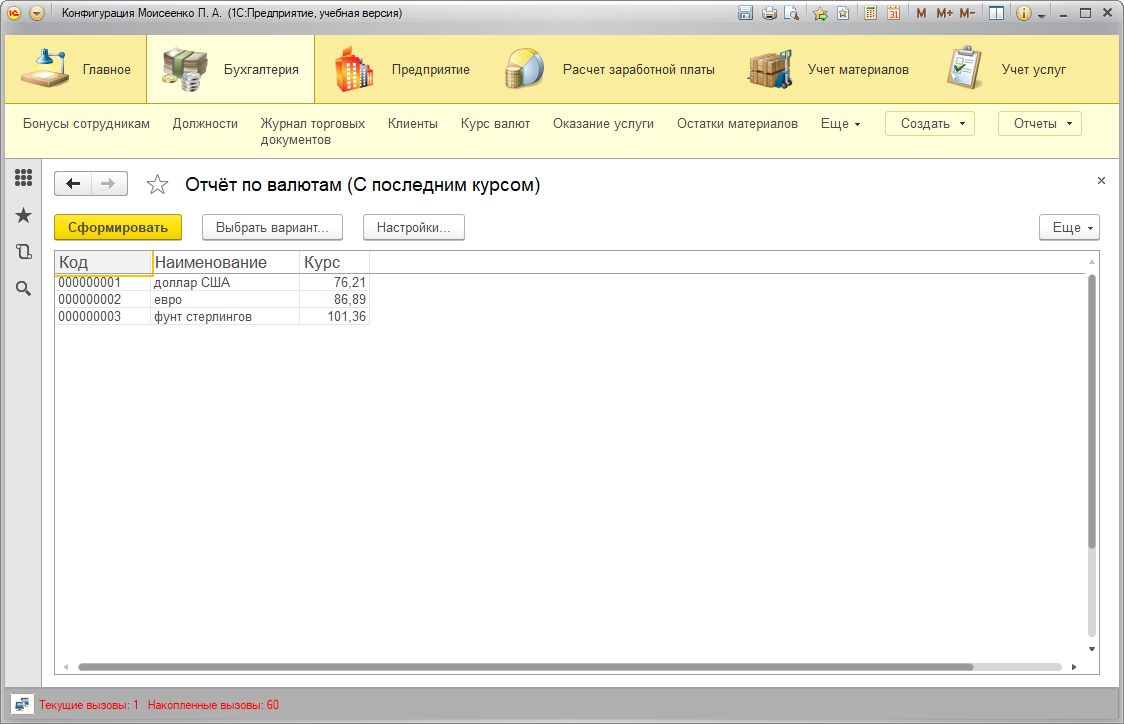 Конфигурация Моисеенко П. А. (1С:Предприятие, учебная версия)
31 M M+ M-
Главное Бухгалтерия Предприятие Расчет заработной платы Учет материалов Учет услуг
Бонусы сотрудникам Должности Журнал торговых документов Клиенты Курс валют Оказание услуги Остатки материалов Еще Создать Отчеты
Отчёт по валютам (С последним курсом)
Сформировать Выбрать вариант... Настройки... Еще
Код Наименование Курс
000000001 доллар США 76,21
000000002 евро 86,89
000000003 фунт стерлингов 101,36
Текущие вызовы: 1 Накопленные вызовы: 60